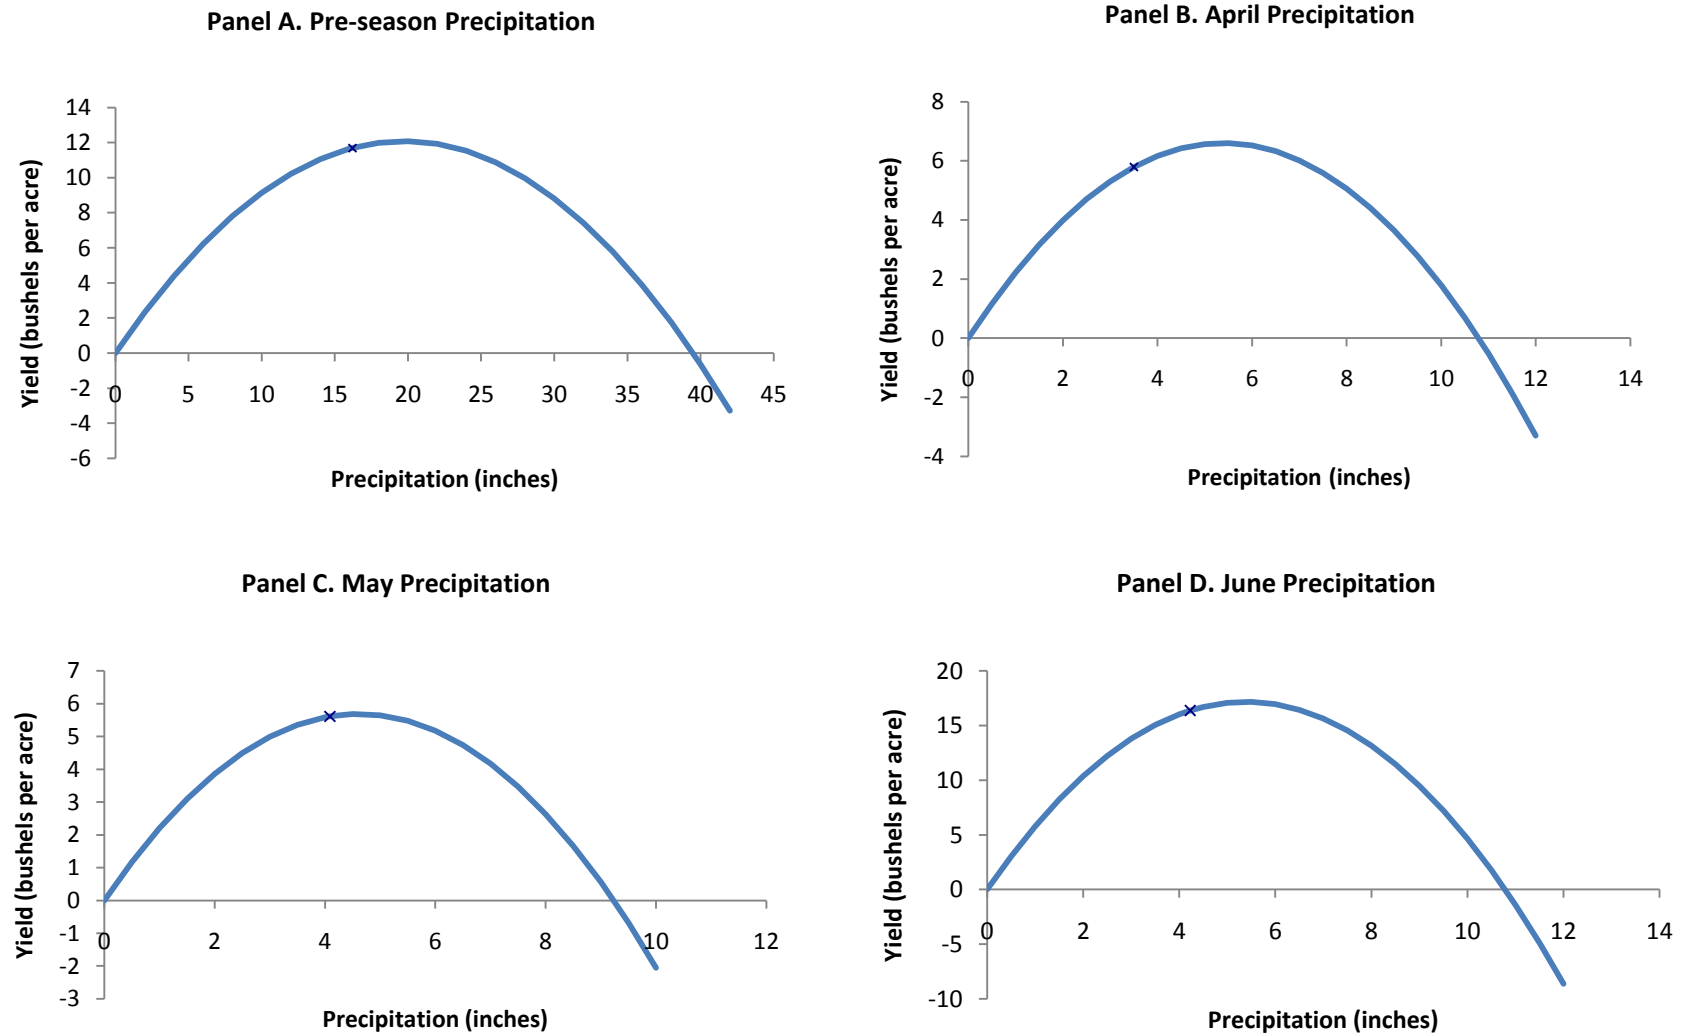 Panel A. Pre-season Precipitation
14
12
10
8
6
4
2
0
-2
-4
-6
0 5 10 15 20 25 30 35 40 45
Yield (bushels per acre)
Precipitation (inches)
Panel B. April Precipitation
8
6
4
2
0
-2
-4
0 2 4 6 8 10 12 14
Yield (bushels per acre)
Precipitation (inches)
Panel C. May Precipitation
7
6
5
4
3
2
1
0
-1
-2
-3
0 2 4 6 8 10 12
Yield (bushels per acre)
Precipitation (inches)
Panel D. June Precipitation
20
15
10
5
0
-5
-10
0 2 4 6 8 10 12 14
Yield (bushels per acre)
Precipitation (inches)